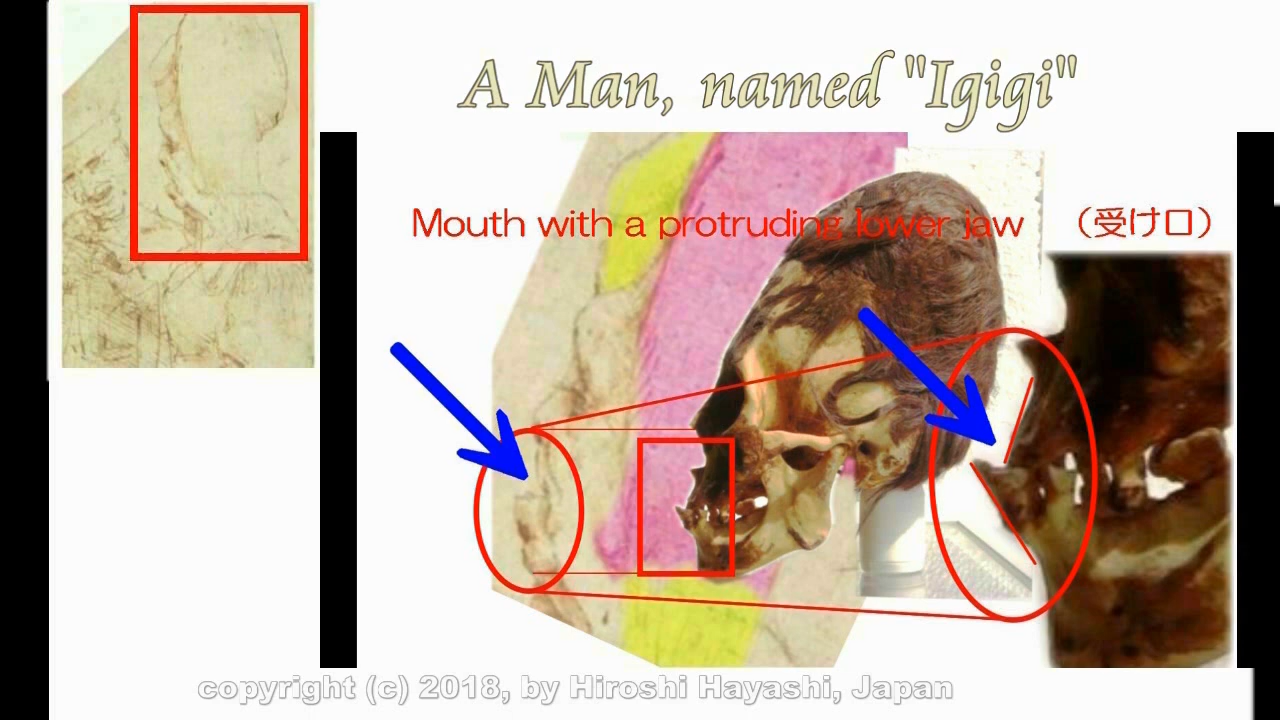 A Man, named "Igigi"
Mouth with a protruding lower jaw （受け口）
copyright (c) 2018, by Hiroshi Hayashi, Japan